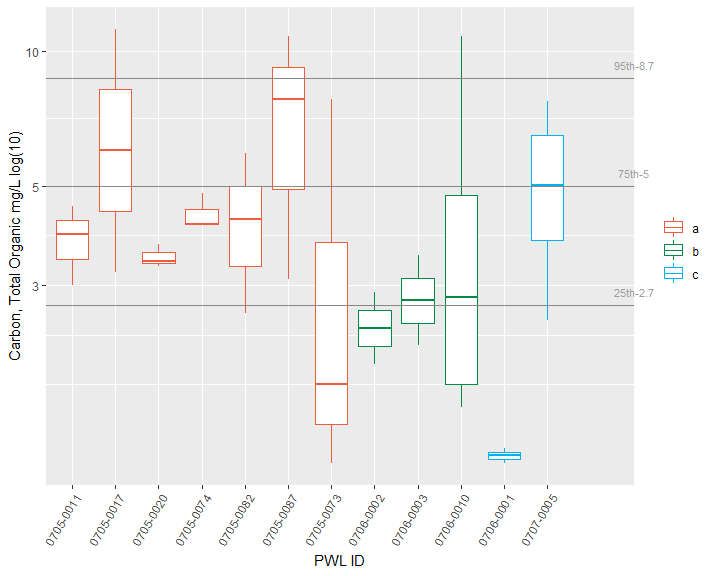 10
5
3
Carbon, Total Organic mg/L log(10)
95th-8.7
75th-5
25th-2.7
a
b
c
0705-0011
0705-0017
0705-0020
0705-0074
0705-0082
0705-0087
0705-0073
0706-0002
0706-0003
0706-0010
0706-0001
0707-0005
PWL ID